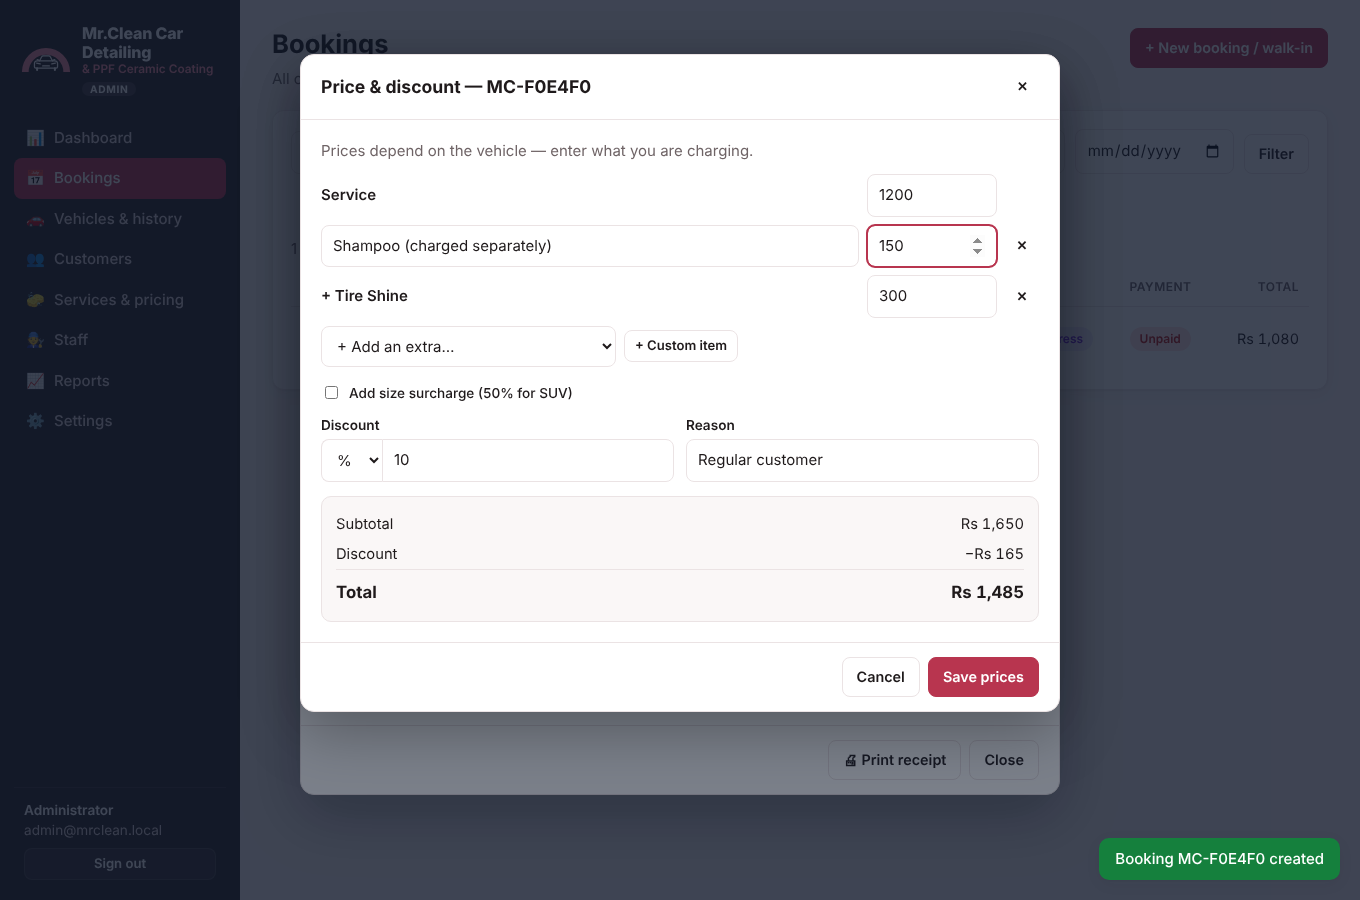 Mr.Clean Car
Detailing
& PPF Ceramic Coating
ADMIN
Dashboard
Bookings
Vehicles & history
Customers
Services & pricing
Staff
Reports
Settings
Administrator
admin@mrclean.local
Sign out
Bookings
All
+ New booking / walk-in
mm/dd/yyyy
Filter
PAYMENT
TOTAL
Unpaid
Rs 1,080
Price & discount — MC-F0E4F0
×
Prices depend on the vehicle — enter what you are charging.
Service
1200
Shampoo (charged separately)
150
×
+ Tire Shine
300
×
+ Add an extra...
+ Custom item
Add size surcharge (50% for SUV)
Discount
Reason
%
10
Regular customer
Subtotal
Rs 1,650
Discount
−Rs 165
Total
Rs 1,485
Cancel
Save prices
Print receipt
Close
Booking MC-F0E4F0 created